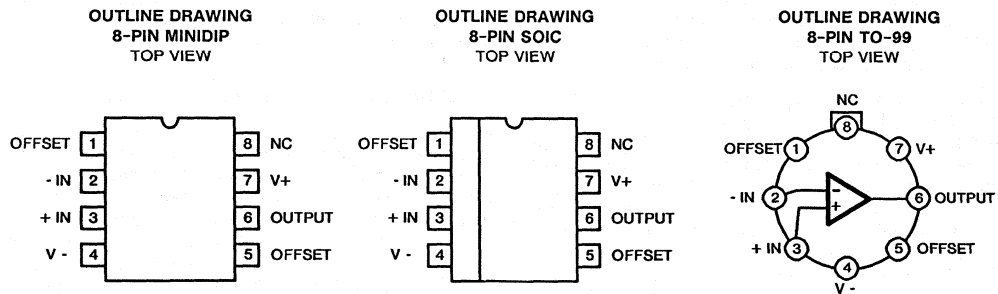 OUTLINE DRAWING
8-PIN MINIDIP
TOP VIEW
OFFSET 1 8 NC
- IN 2 7 V+
+ IN 3 6 OUTPUT
V - 4 5 OFFSET
OUTLINE DRAWING
8-PIN SOIC
TOP VIEW
OFFSET 1 8 NC
- IN 2 7 V+
+ IN 3 6 OUTPUT
V - 4 5 OFFSET
OUTLINE DRAWING
8-PIN TO-99
TOP VIEW
NC
8
OFFSET 1 7 V+
- IN 2 - 6 OUTPUT
+
+ IN 3 5 OFFSET
4
V -